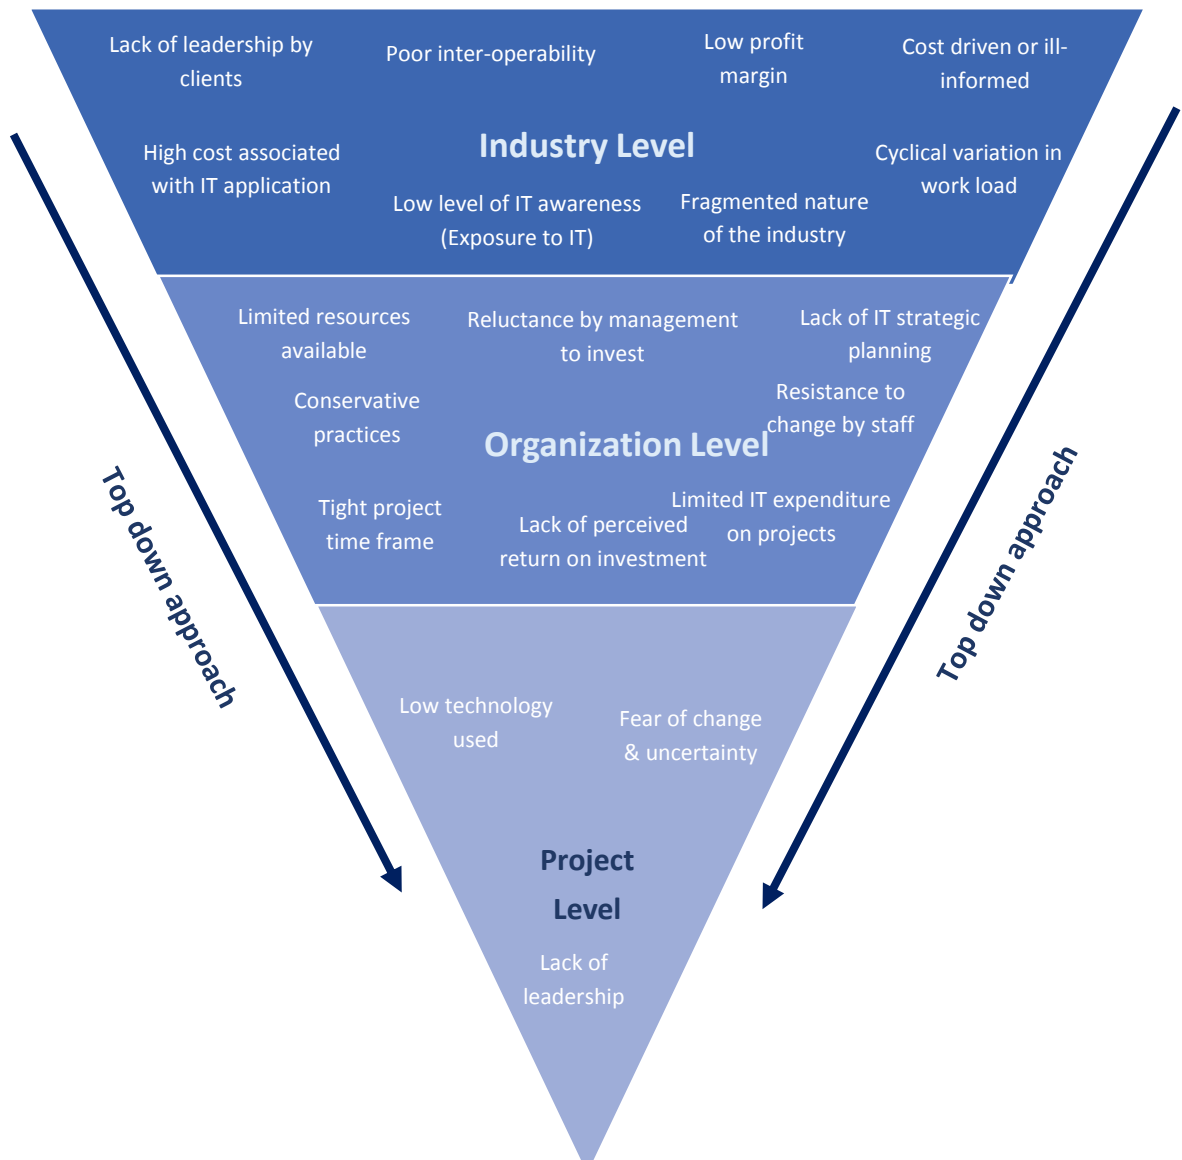 Lack of leadership by
clients
Poor inter-operability
Low profit
margin
Cost driven or ill-
informed
High cost associated
with IT application
Industry Level
Cyclical variation in
work load
Low level of IT awareness
(Exposure to IT)
Fragmented nature
of the industry
Limited resources
available
Reluctance by management
to invest
Lack of IT strategic
planning
Conservative
practices
Resistance to
change by staff
Organization Level
Tight project
time frame
Lack of perceived
return on investment
Limited IT expenditure
on projects
Top down approach
Top down approach
Low technology
used
Fear of change
& uncertainty
Project
Level
Lack of
leadership